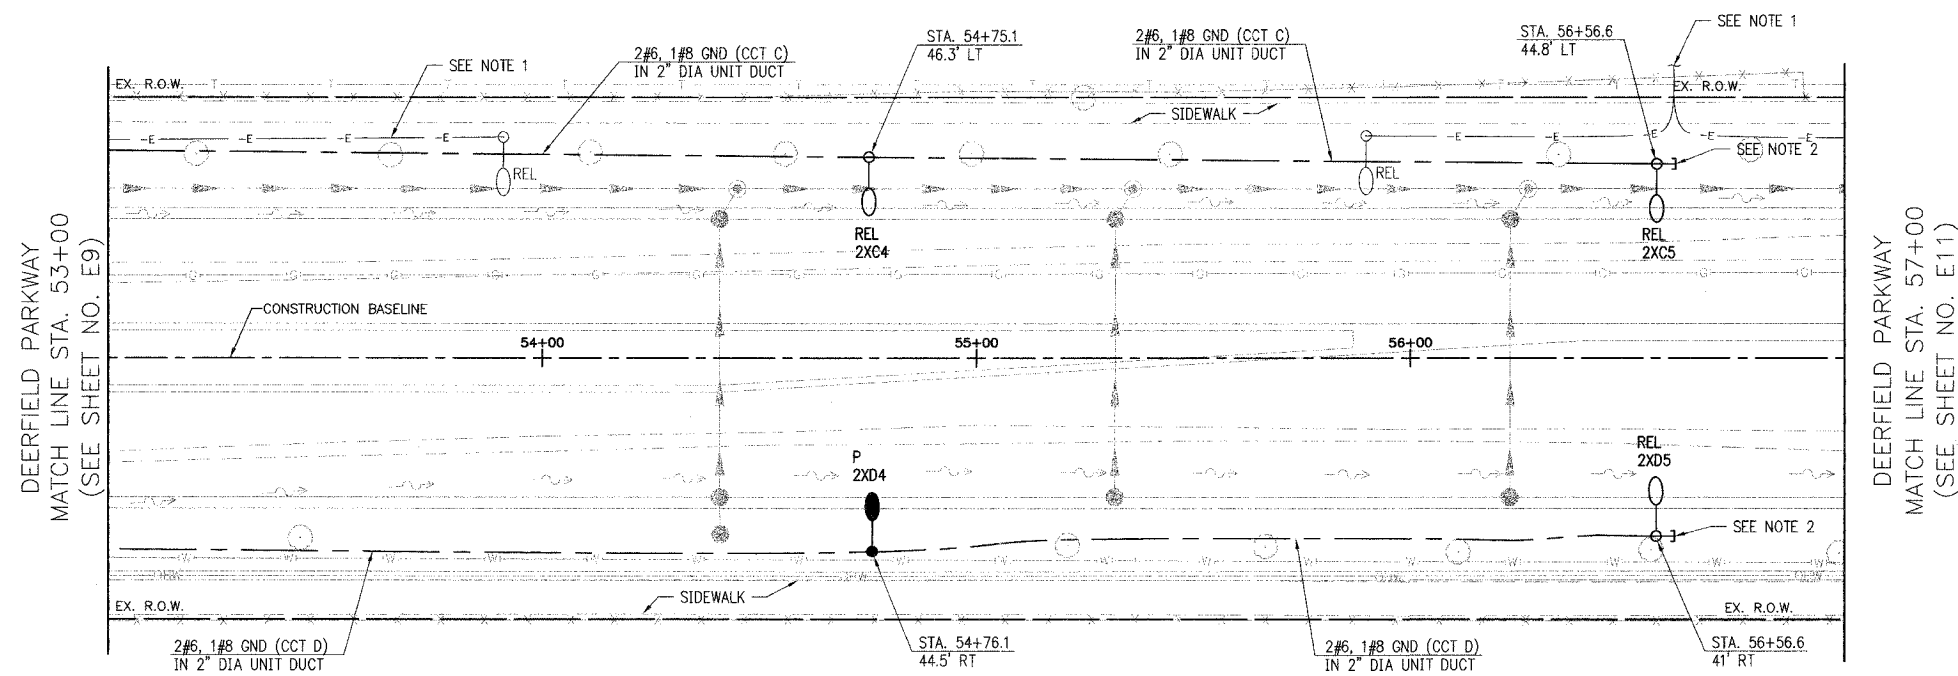 SEE NOTE 1
STA. 54+75.1
46.3' LT
2#6, 1#8 GND (CCT C)
IN 2" DIA UNIT DUCT
2#6, 1#8 GND (CCT C)
IN 2" DIA UNIT DUCT
STA. 56+56.6
44.8' LT
SEE NOTE 1
EX. R.O.W.
EX. R.O.W.
SIDEWALK
SEE NOTE 2
REL
REL
REL
2XC4
REL
2XC5
DEERFIELD PARKWAY
MATCH LINE STA. 53+00
(SEE SHEET NO. E9)
DEERFIELD PARKWAY
MATCH LINE STA. 57+00
(SEE SHEET NO. E11)
CONSTRUCTION BASELINE
54+00
55+00
56+00
P
2XD4
REL
2XD5
SEE NOTE 2
SIDEWALK
EX. R.O.W.
EX. R.O.W.
2#6, 1#8 GND (CCT D)
IN 2" DIA UNIT DUCT
STA. 54+76.1
44.5' RT
2#6, 1#8 GND (CCT D)
IN 2" DIA UNIT DUCT
STA. 56+56.6
41' RT